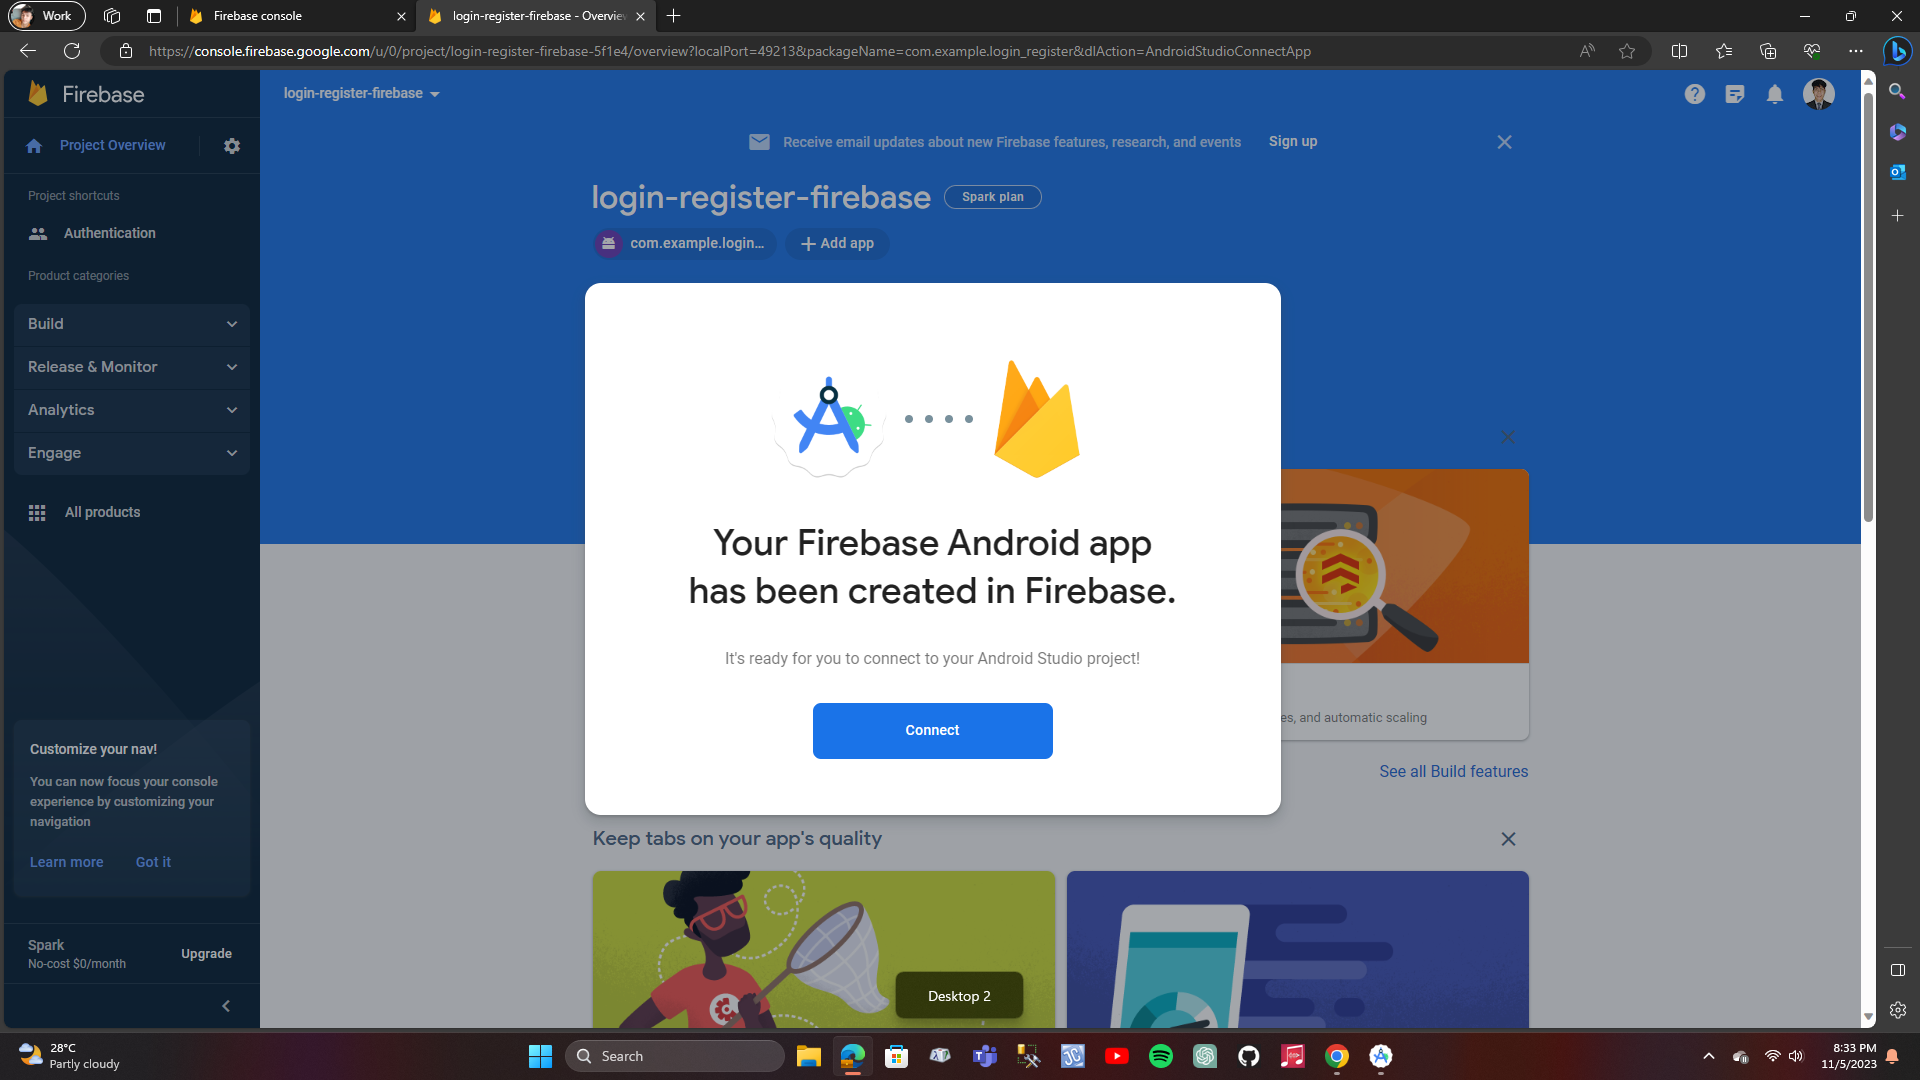 Work
Firebase console
login-register-firebase - Overview
https://console.firebase.google.com/u/0/project/login-register-firebase-5f1e4/overview?localPort=49213&packageName=com.example.login_register&dlAction=AndroidStudioConnectApp
Firebase
login-register-firebase
Project Overview
Receive email updates about new Firebase features, research, and events
Sign up
Project shortcuts
login-register-firebase
Spark plan
Authentication
com.example.login...
Add app
Product categories
Build
Release & Monitor
Analytics
Engage
All products
Your Firebase Android app
has been created in Firebase.
It's ready for you to connect to your Android Studio project!
Connect
and automatic scaling
See all Build features
Customize your nav!
You can now focus your console
experience by customizing your
navigation
Learn more
Got it
Keep tabs on your app's quality
Spark
No-cost $0/month
Upgrade
Desktop 2
28°C
Partly cloudy
Search
8:33 PM
11/5/2023